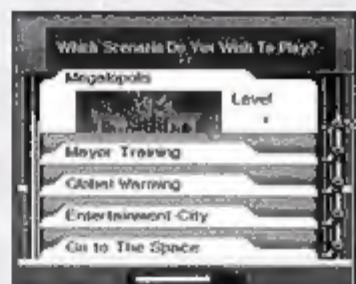 Which Scenario Do You Wish To Play?
Megalopolis
Level
Mayor Training
Global Warming
Entertainment City
Go to The Space